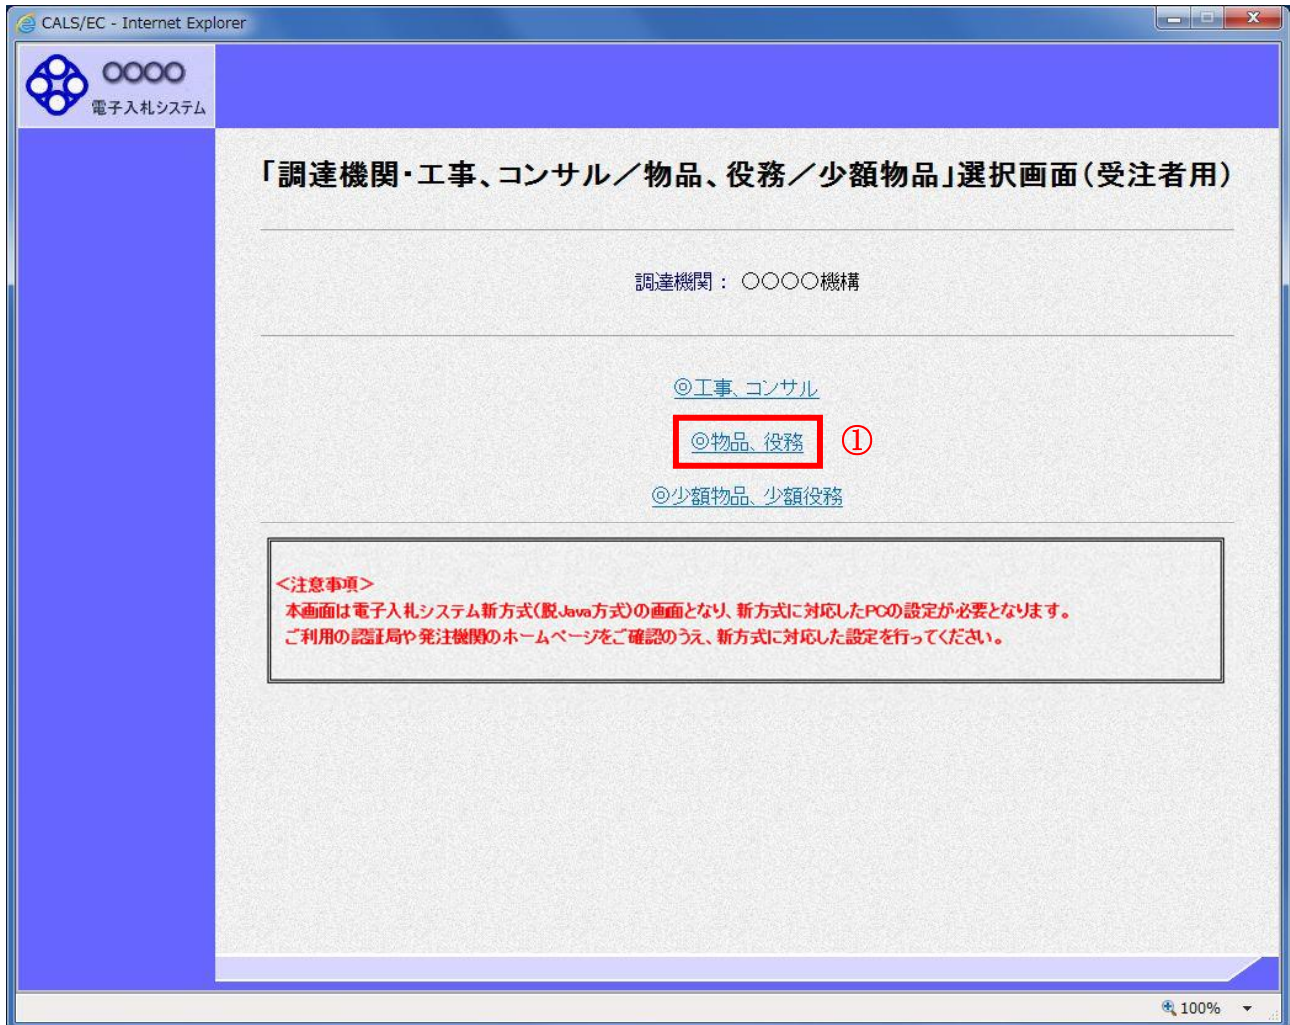 CALS/EC - Internet Explorer
〇〇〇〇
電子入札システム
「調達機関・工事、コンサル／物品、役務／少額物品」選択画面（受注者用）
調達機関： 〇〇〇〇機構
◎工事、コンサル
◎物品、役務 ①
◎少額物品、少額役務
＜注意事項＞
本画面は電子入札システム新方式(脱Java方式)の画面となり、新方式に対応したPCの設定が必要となります。
ご利用の認証局や発注機関のホームページをご確認のうえ、新方式に対応した設定を行ってください。
100%